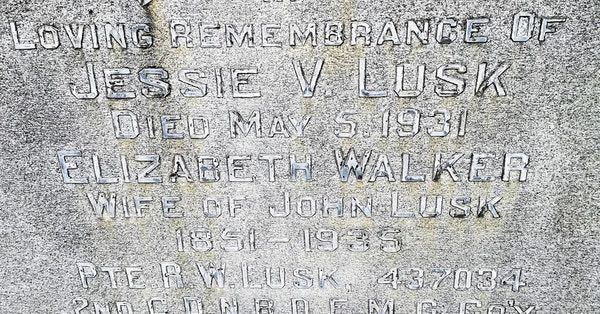 LOVING REMEMBRANCE OF
JESSIE V. LUSK
DIED MAY 5, 1931
ELIZABETH WALKER
WIFE OF JOHN LUSK
1851 - 1935
PTE R. W. LUSK, 437034
2ND